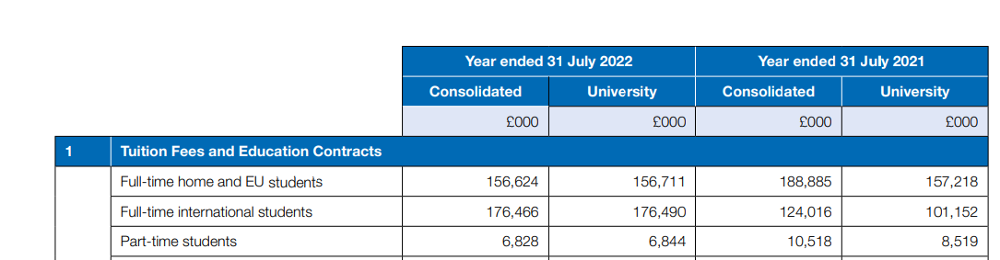 Year ended 31 July 2022 Year ended 31 July 2021
Consolidated University Consolidated University
£000 £000 £000 £000
1 Tuition Fees and Education Contracts
Full-time home and EU students 156,624 156,711 188,885 157,218
Full-time international students 176,466 176,490 124,016 101,152
Part-time students 6,828 6,844 10,518 8,519